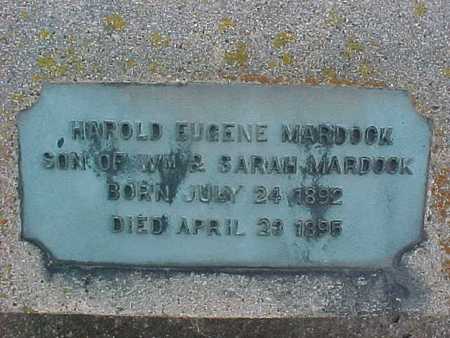 HAROLD EUGENE MARDOCK
SON OF WM & SARAH MARDOCK
BORN JULY 24 1892
DIED APRIL 29 1895